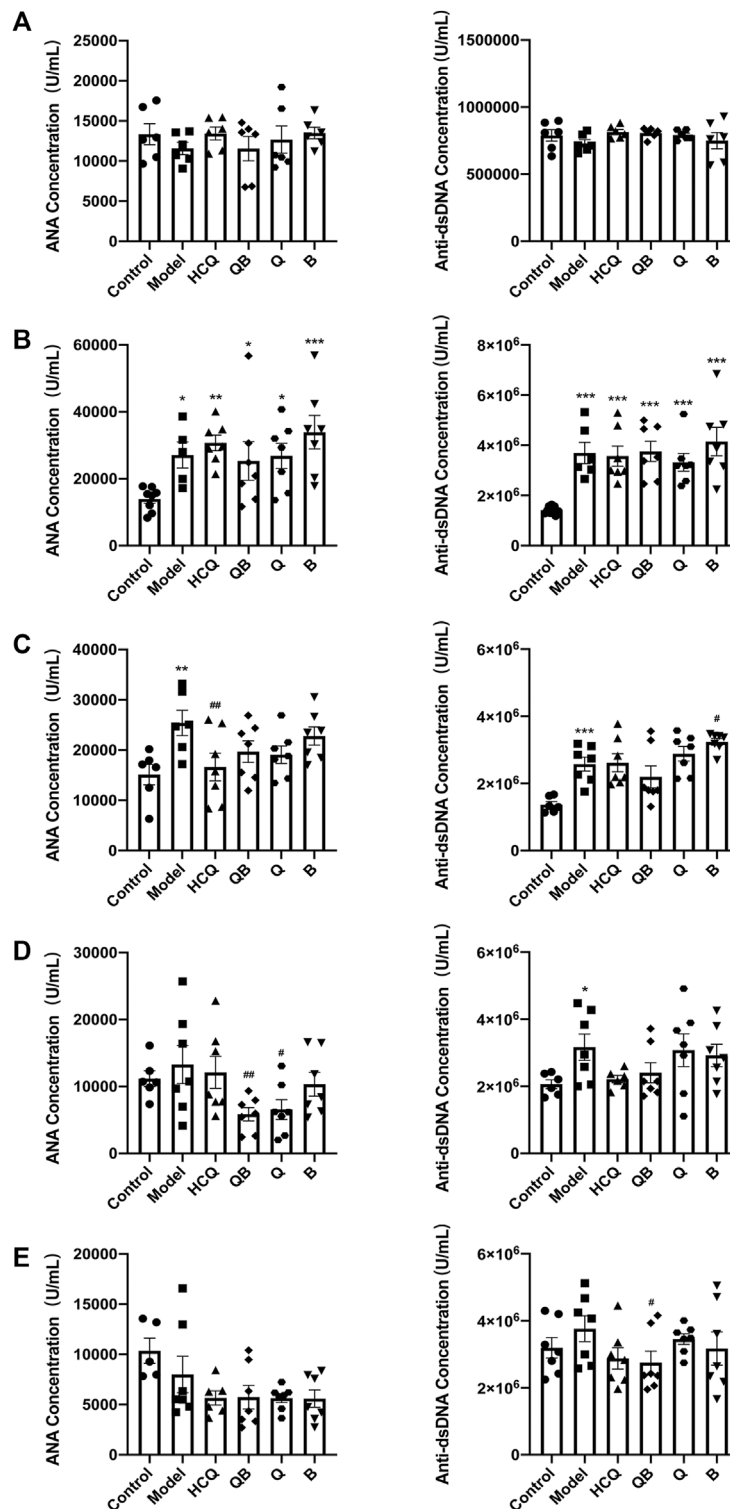 A
ANA Concentration (U/mL)
25000
20000
15000
10000
5000
0
Control
Model
HCQ
QB
Q
B
Anti-dsDNA Concentration (U/mL)
1500000
1000000
500000
0
Control
Model
HCQ
QB
Q
B
B
ANA Concentration (U/mL)
60000
40000
20000
0
*
**
*
*
***
Control
Model
HCQ
QB
Q
B
Anti-dsDNA Concentration (U/mL)
8×10⁶
6×10⁶
4×10⁶
2×10⁶
0
***
***
***
***
***
Control
Model
HCQ
QB
Q
B
C
ANA Concentration (U/mL)
40000
30000
20000
10000
0
**
##
Control
Model
HCQ
QB
Q
B
Anti-dsDNA Concentration (U/mL)
6×10⁶
4×10⁶
2×10⁶
0
***
#
Control
Model
HCQ
QB
Q
B
D
ANA Concentration (U/mL)
30000
20000
10000
0
##
#
Control
Model
HCQ
QB
Q
B
Anti-dsDNA Concentration (U/mL)
6×10⁶
4×10⁶
2×10⁶
0
*
Control
Model
HCQ
QB
Q
B
E
ANA Concentration (U/mL)
20000
15000
10000
5000
0
Control
Model
HCQ
QB
Q
B
Anti-dsDNA Concentration (U/mL)
6×10⁶
4×10⁶
2×10⁶
0
#
Control
Model
HCQ
QB
Q
B